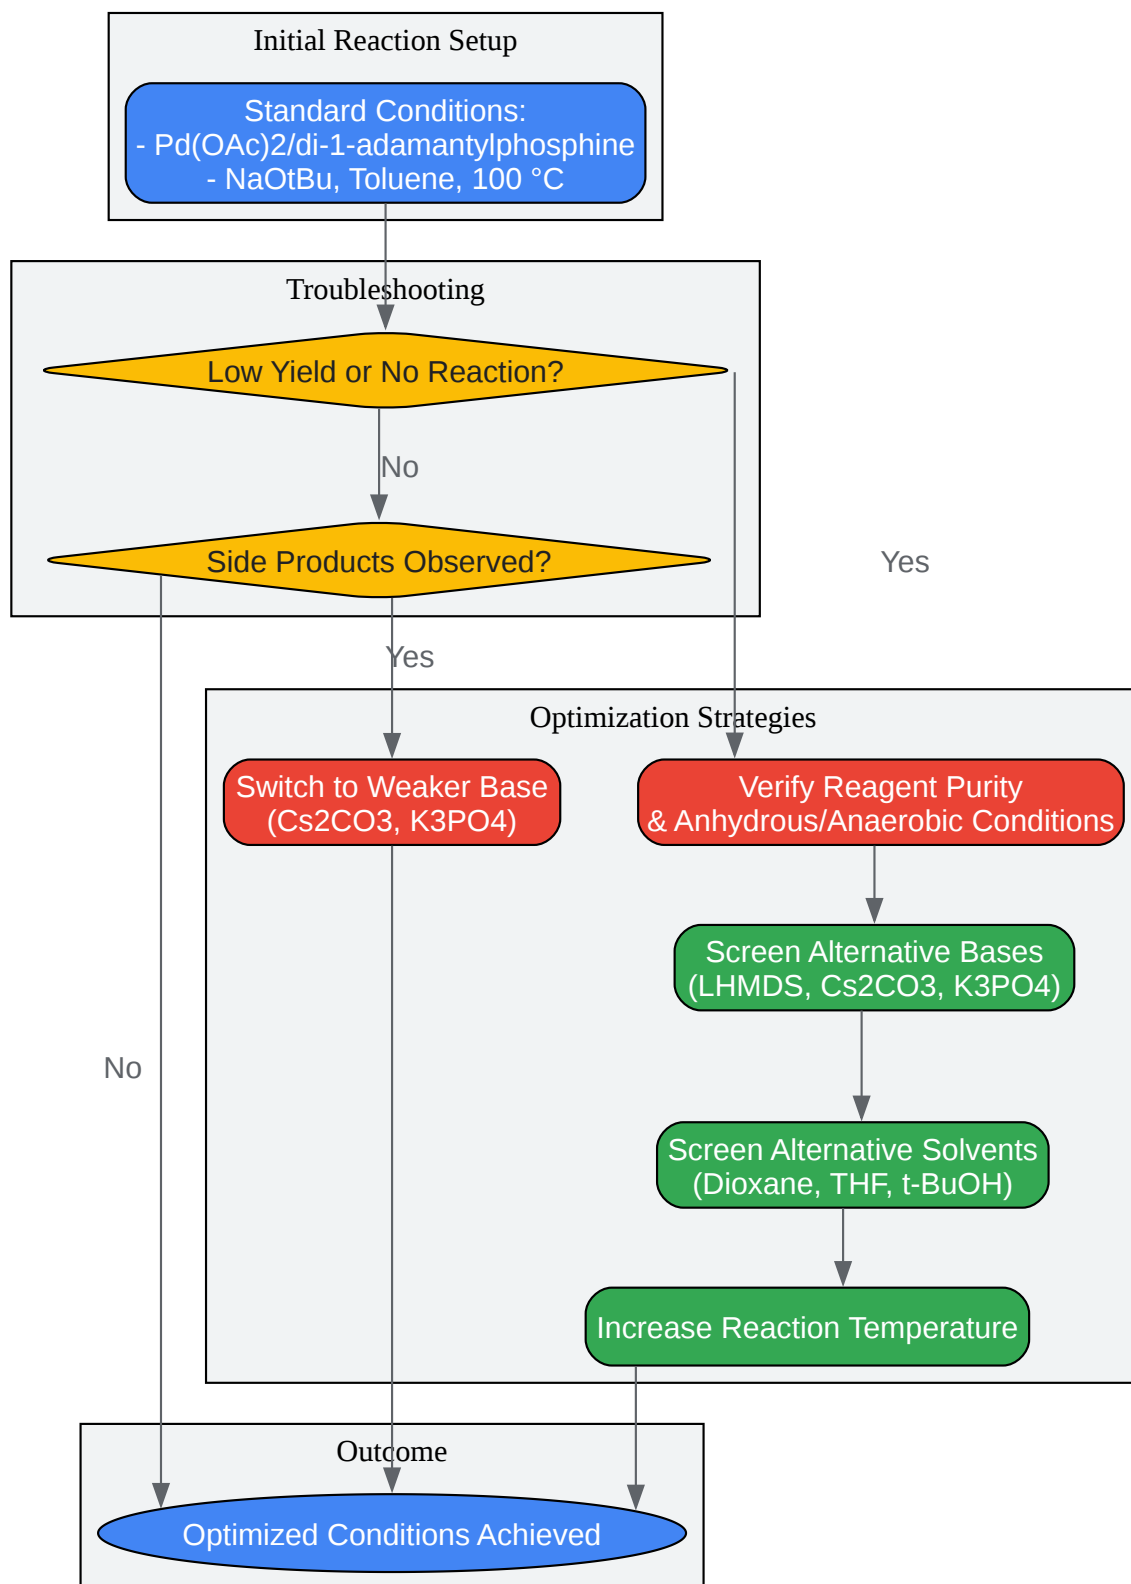 Initial Reaction Setup
Standard Conditions:
- Pd(OAc)2/di-1-adamantylphosphine
- NaOtBu, Toluene, 100 °C
Troubleshooting
Low Yield or No Reaction?
No
Side Products Observed?
Yes
Yes
Optimization Strategies
Switch to Weaker Base
(Cs2CO3, K3PO4)
Verify Reagent Purity
& Anhydrous/Anaerobic Conditions
Screen Alternative Bases
(LHMDS, Cs2CO3, K3PO4)
No
Screen Alternative Solvents
(Dioxane, THF, t-BuOH)
Increase Reaction Temperature
Outcome
Optimized Conditions Achieved